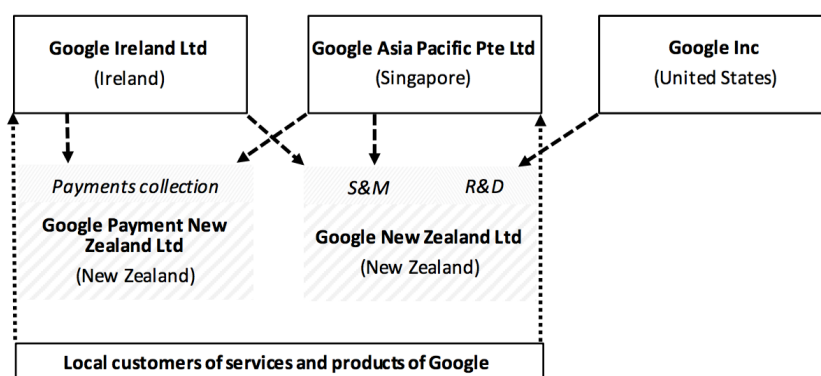 Google Ireland Ltd
(Ireland)
Google Asia Pacific Pte Ltd
(Singapore)
Google Inc
(United States)
Payments collection
Google Payment New
Zealand Ltd
(New Zealand)
S&M R&D
Google New Zealand Ltd
(New Zealand)
Local customers of services and products of Google